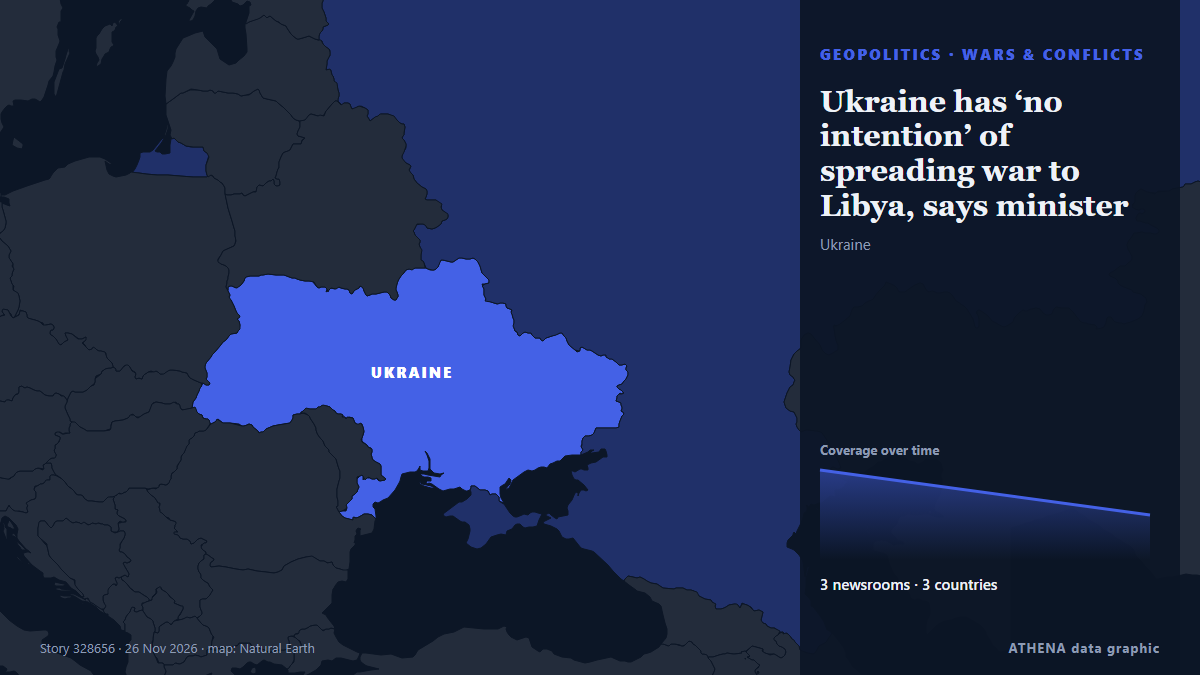 GEOPOLITICS · WARS & CONFLICTS
Ukraine has ‘no
intention’ of
spreading war to
Libya, says minister
Ukraine
UKRAINE
Coverage over time
3 newsrooms · 3 countries
Story 328656 · 26 Nov 2026 · map: Natural Earth
ATHENA data graphic